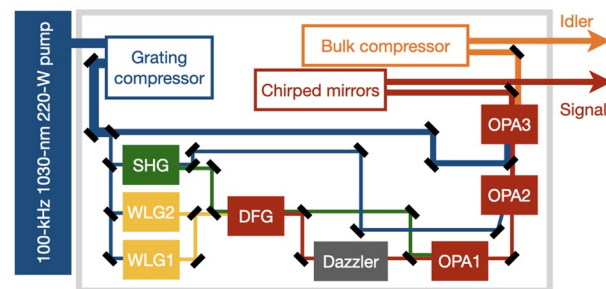 100-kHz 1030-nm 220-W pump
Grating
compressor
Bulk compressor
Idler
Chirped mirrors
Signal
OPA3
SHG
OPA2
WLG2
DFG
WLG1
Dazzler
OPA1